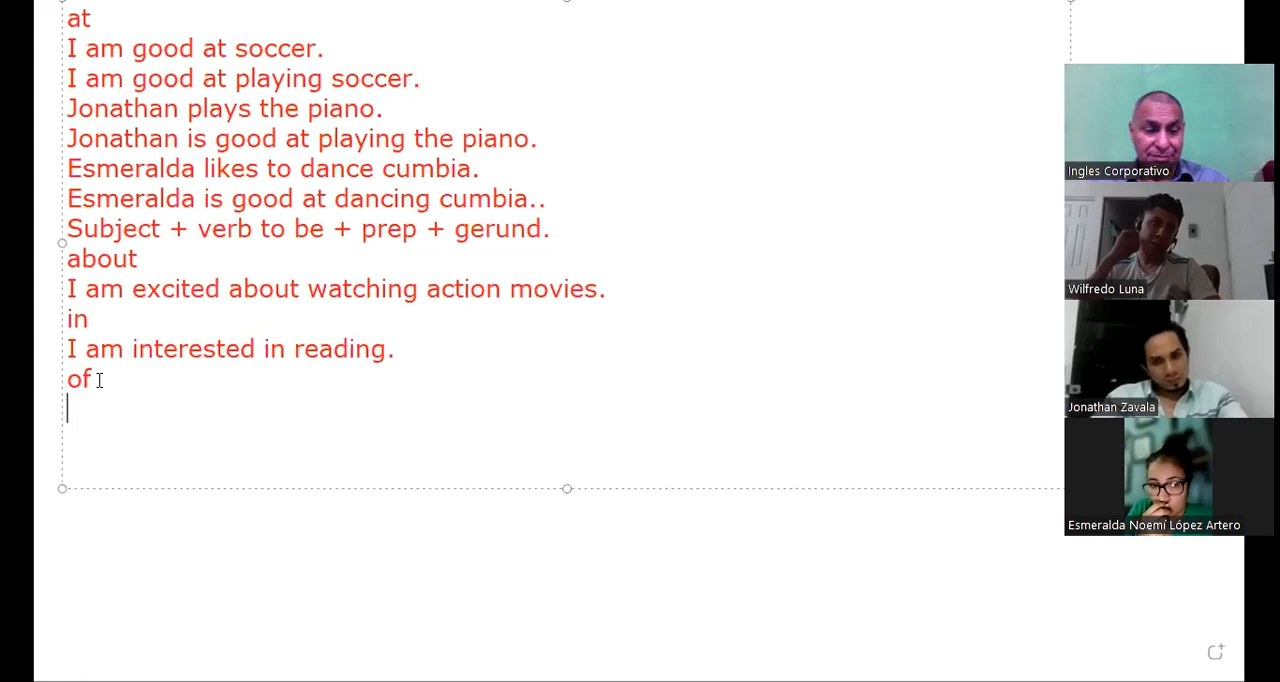 at
I am good at soccer.
I am good at playing soccer.
Jonathan plays the piano.
Jonathan is good at playing the piano.
Esmeralda likes to dance cumbia.
Esmeralda is good at dancing cumbia..
Subject + verb to be + prep + gerund.
about
I am excited about watching action movies.
in
I am interested in reading.
of
Ingles Corporativo
Wilfredo Luna
Jonathan Zavala
Esmeralda Noemí López Artero